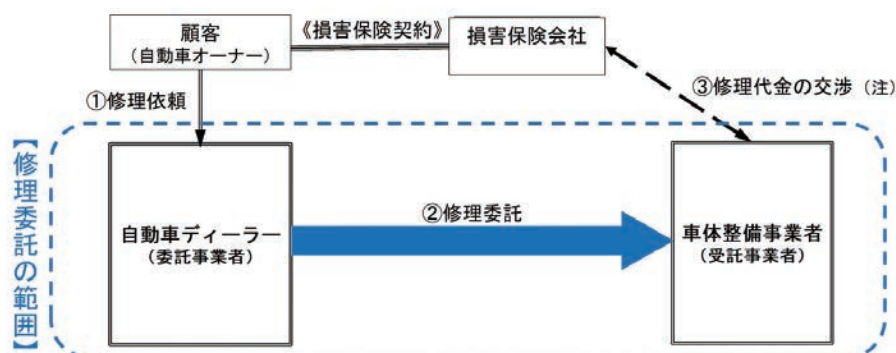 顧客
（自動車オーナー）
《損害保険契約》
損害保険会社
①修理依頼
③修理代金の交渉（注）
【修理委託の範囲】
自動車ディーラー
（委託事業者）
②修理委託
車体整備事業者
（受託事業者）